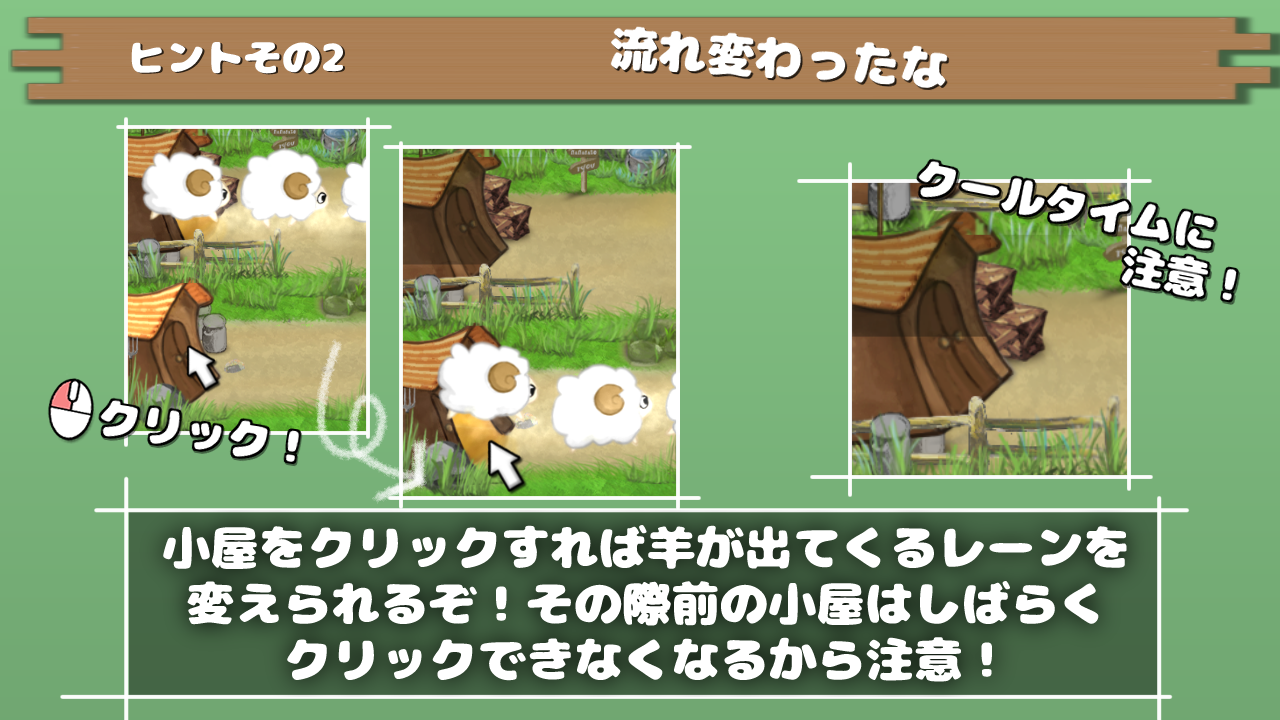 ヒントその2
流れ変わったな
クリック！
クールタイムに
注意！
小屋をクリックすれば羊が出てくるレーンを
変えられるぞ！その際前の小屋はしばらく
クリックできなくなるから注意！